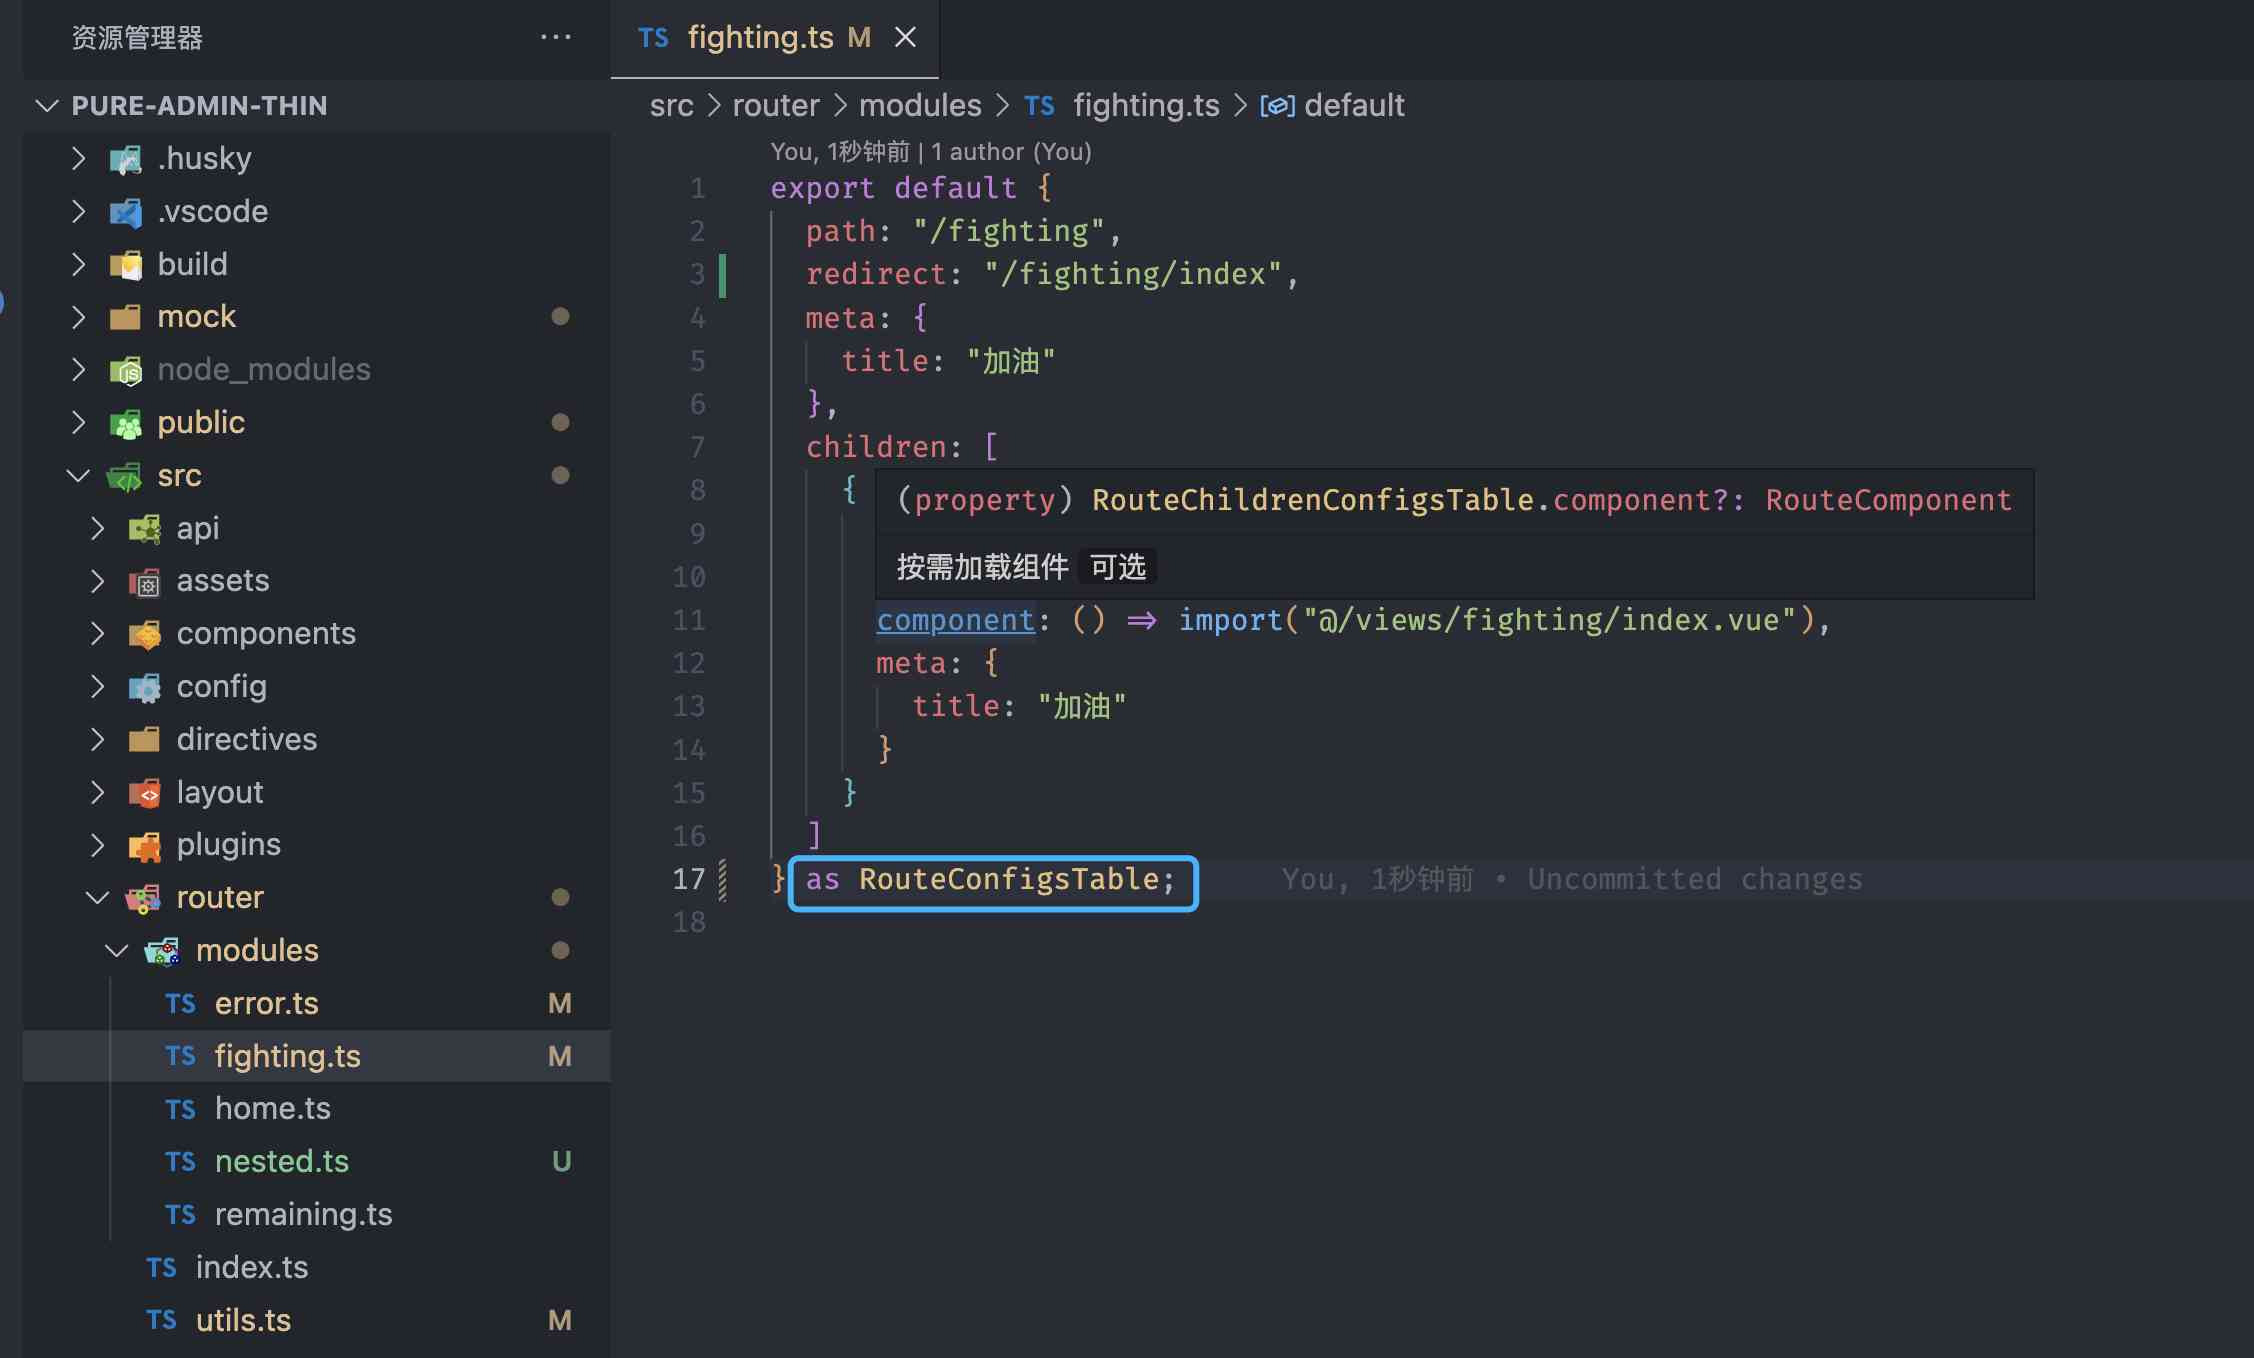 资源管理器 ···
PURE-ADMIN-THIN
.husky
.vscode
build
mock
node_modules
public
src
api
assets
components
config
directives
layout
plugins
router
modules
TS error.ts M
TS fighting.ts M
TS home.ts
TS nested.ts U
TS remaining.ts
TS index.ts
TS utils.ts M
TS fighting.ts M
src > router > modules > TS fighting.ts > default
You, 1秒钟前 | 1 author (You)
1 export default {
2 path: "/fighting",
3 redirect: "/fighting/index",
4 meta: {
5 title: "加油"
6 },
7 children: [
8 {
(property) RouteChildrenConfigsTable.component?: RouteComponent
9
按需加载组件 可选
10
11 component: () => import("@/views/fighting/index.vue"),
12 meta: {
13 title: "加油"
14 }
15 }
16 ]
17 } as RouteConfigsTable; You, 1秒钟前 • Uncommitted changes
18